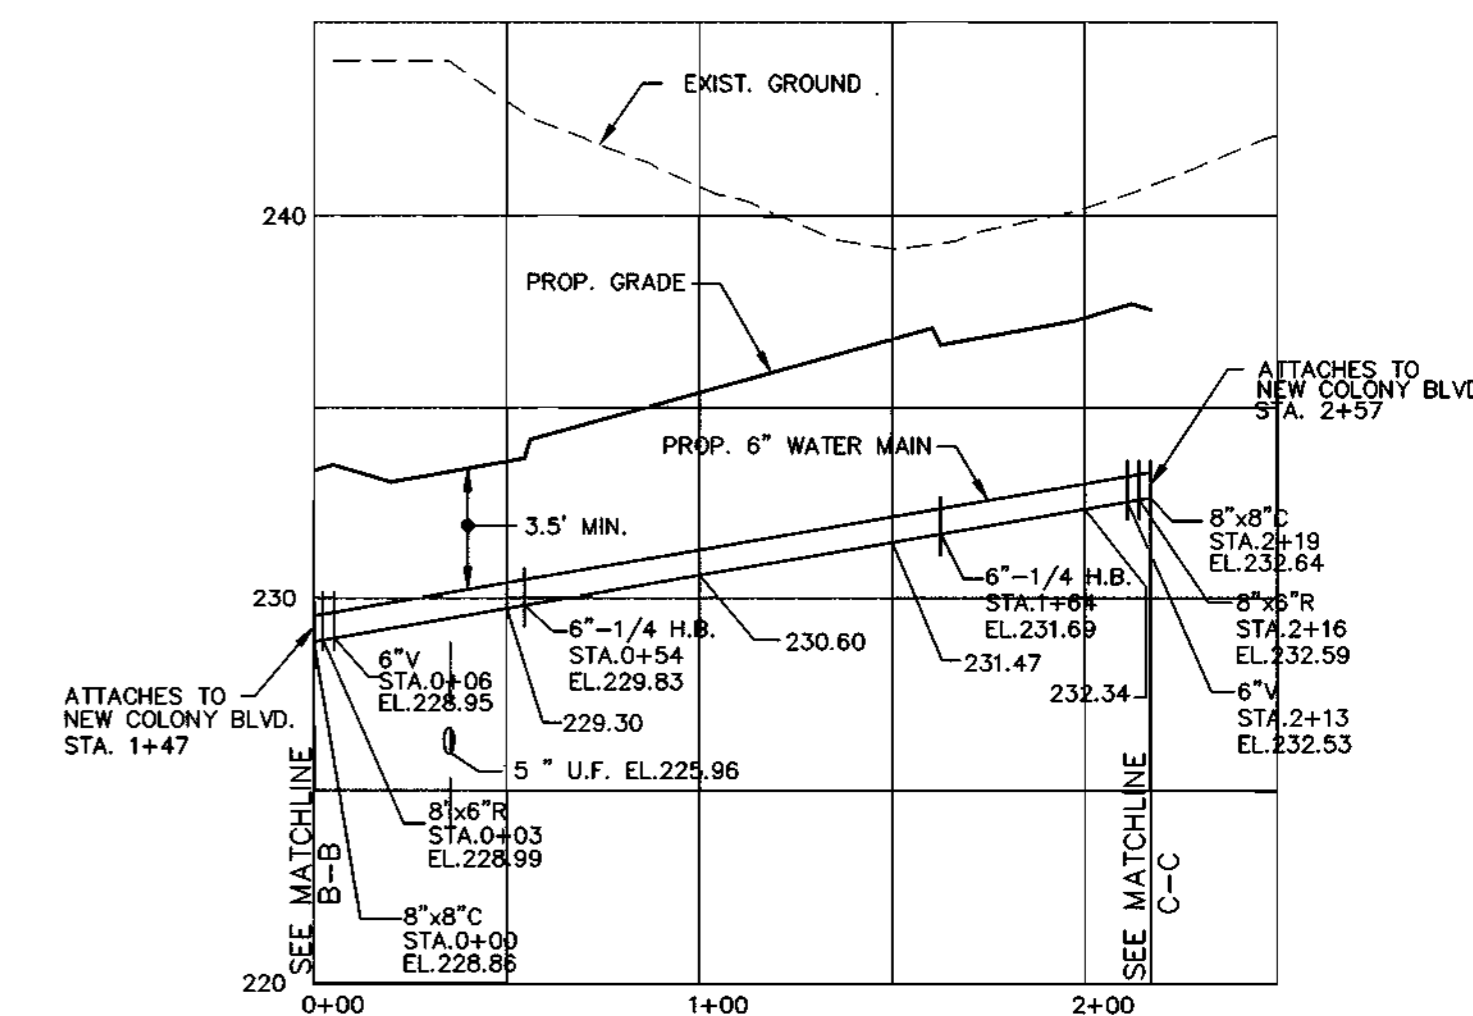 EXIST. GROUND
240
PROP. GRADE
ATTACHES TO
NEW COLONY BLVD
STA. 2+57
PROP. 6" WATER MAIN
3.5' MIN.
8"x8"C
STA.2+19
EL.232.64
230
6"-1/4 H.B.
STA.1+64
EL.231.69
8"x6"R
STA.2+16
EL.232.59
6"-1/4 H.B.
STA.0+54
EL.229.83
230.60
231.47
232.34
6"V
STA.2+13
EL.232.53
6"V
STA.0+06
EL.228.95
ATTACHES TO
NEW COLONY BLVD.
STA. 1+47
229.30
5 " U.F. EL.225.96
8"x6"R
STA.0+03
EL.228.99
8"x8"C
STA.0+00
EL.228.86
SEE MATCHLINE
B-B
SEE MATCHLINE
C-C
220
0+00
1+00
2+00